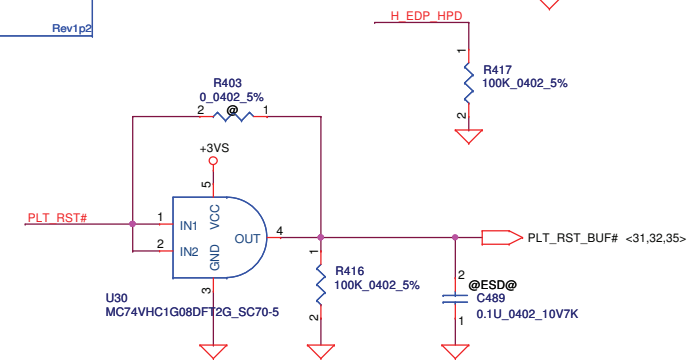 Rev1p2
H_EDP_HPD
1
R417
100K_0402_5%
2
R403
0_0402_5%
2 @ 1
+3VS
5
PLT_RST#
1 IN1 VCC
OUT 4
2 IN2 GND
PLT_RST_BUF# <31,32,35>
3
1
R416
100K_0402_5%
2
2
@ESD@
C489
0.1U_0402_10V7K
1
U30
MC74VHC1G08DFT2G_SC70-5